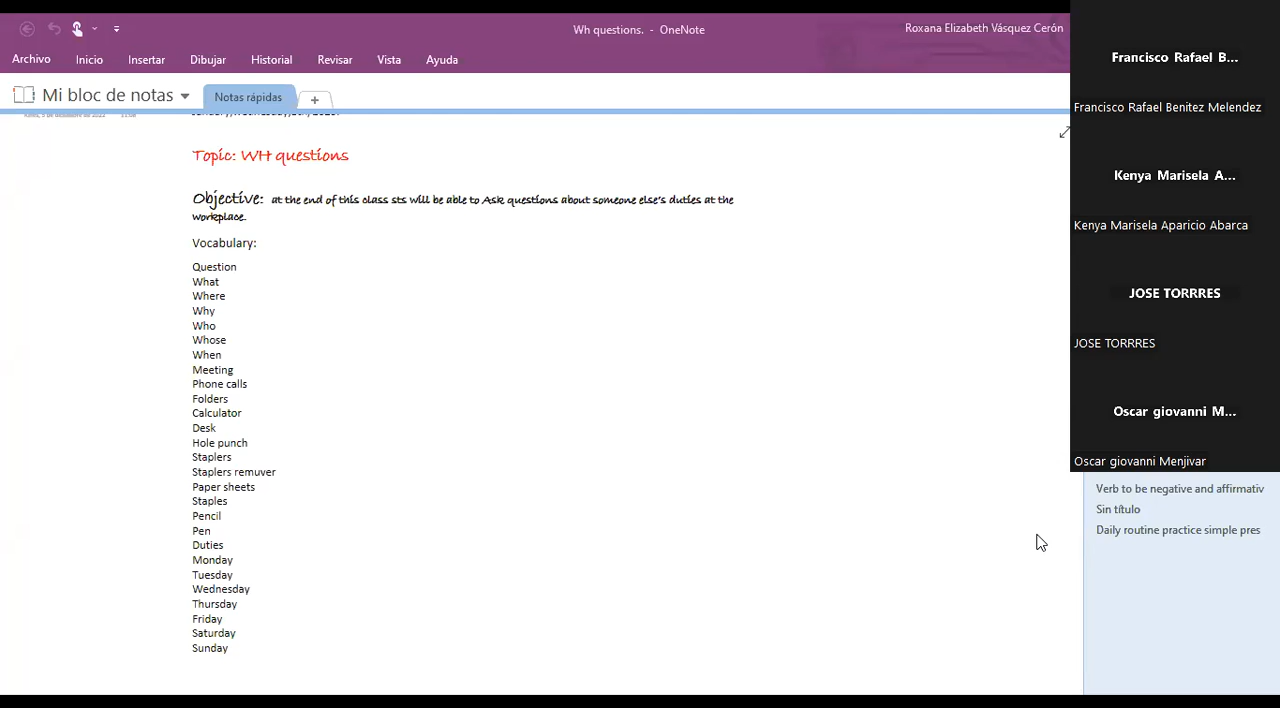 Wh questions. - OneNote
Roxana Elizabeth Vásquez Cerón
Archivo Inicio Insertar Dibujar Historial Revisar Vista Ayuda
Mi bloc de notas
Notas rápidas
+
Topic: WH questions
Objective: at the end of this class sts will be able to Ask questions about someone else's duties at the
workplace.
Vocabulary:
Question
What
Where
Why
Who
Whose
When
Meeting
Phone calls
Folders
Calculator
Desk
Hole punch
Staplers
Staplers remuver
Paper sheets
Staples
Pencil
Pen
Duties
Monday
Tuesday
Wednesday
Thursday
Friday
Saturday
Sunday
Francisco Rafael B...
Francisco Rafael Benitez Melendez
Kenya Marisela A...
Kenya Marisela Aparicio Abarca
JOSE TORRRES
JOSE TORRRES
Oscar giovanni M...
Oscar giovanni Menjivar
Verb to be negative and affirmativ
Sin título
Daily routine practice simple pres